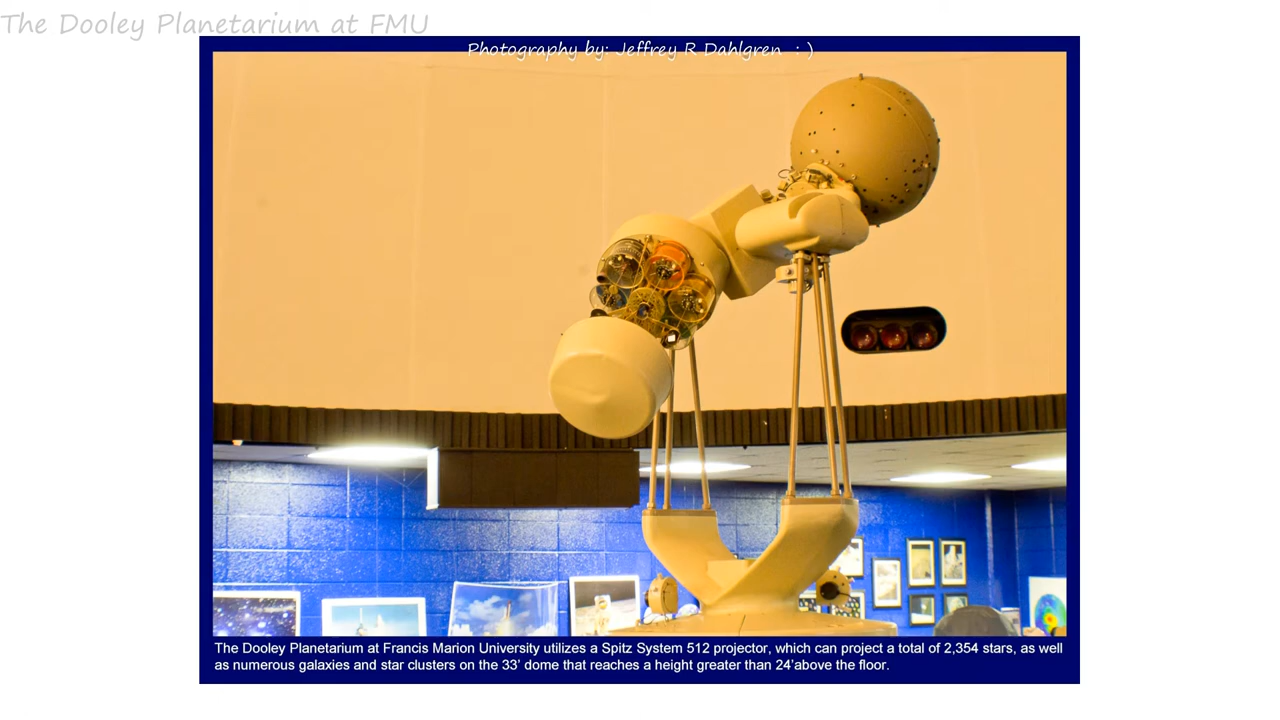 The Dooley Planetarium at FMU
Photography by: Jeffrey R Dahlgren : )
The Dooley Planetarium at Francis Marion University utilizes a Spitz System 512 projector, which can project a total of 2,354 stars, as well
as numerous galaxies and star clusters on the 33' dome that reaches a height greater than 24'above the floor.